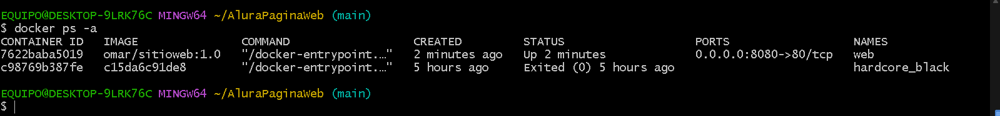 EQUIPO@DESKTOP-9LRK76C MINGW64 ~/AluraPaginaWeb (main)
$ docker ps -a
CONTAINER ID   IMAGE               COMMAND                  CREATED         STATUS                   PORTS                  NAMES
7622baba5019   omar/sitioweb:1.0   "/docker-entrypoint.…"   2 minutes ago   Up 2 minutes             0.0.0.0:8080->80/tcp   web
c98769b387fe   c15da6c91de8        "/docker-entrypoint.…"   5 hours ago     Exited (0) 5 hours ago                          hardcore_black
EQUIPO@DESKTOP-9LRK76C MINGW64 ~/AluraPaginaWeb (main)
$